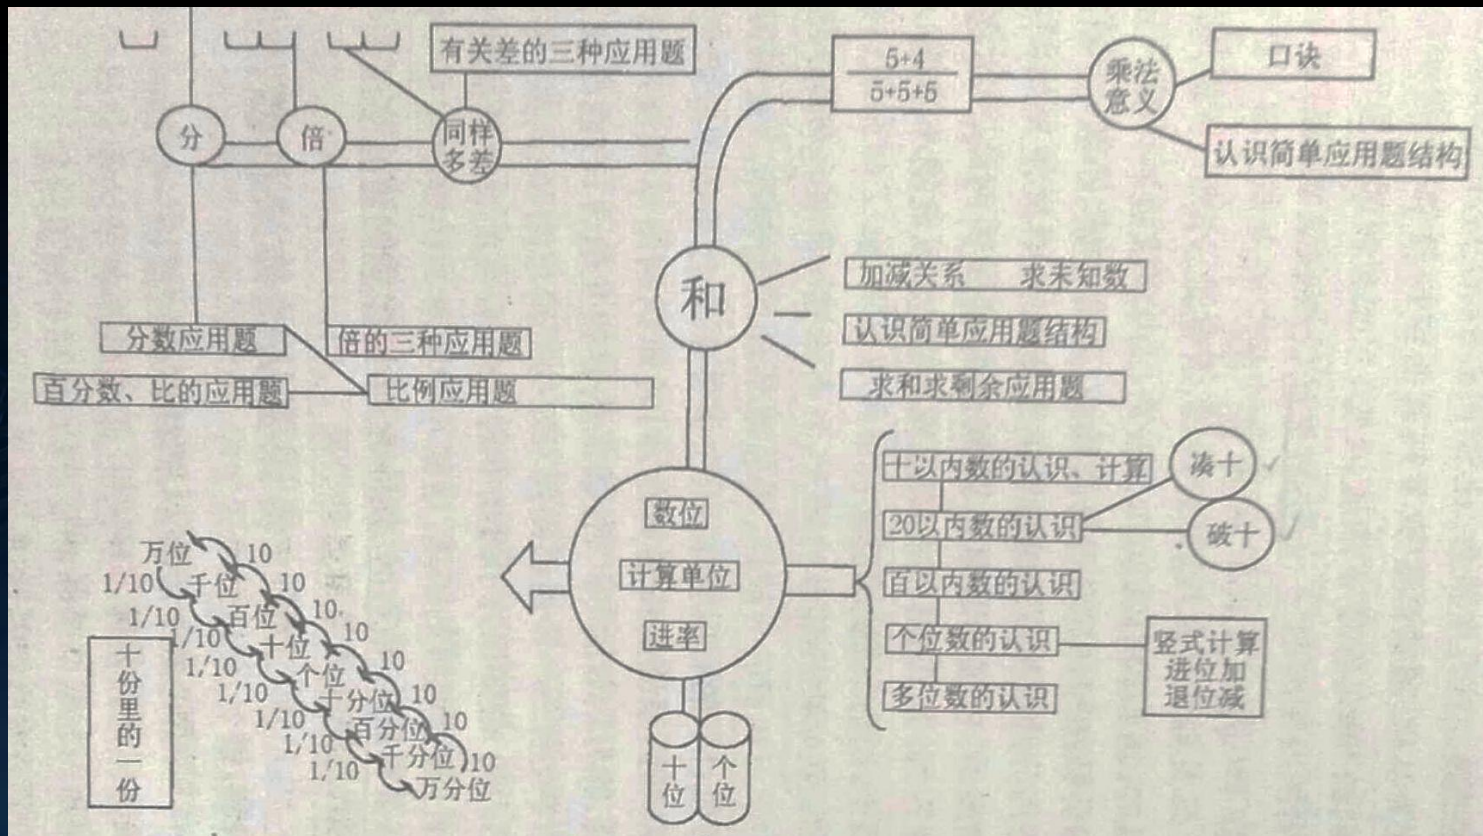 有关差的三种应用题
5+4
5+5+5
乘法
意义
口诀
认识简单应用题结构
分
倍
同样
多差
和
加减关系 求未知数
认识简单应用题结构
求和求剩余应用题
分数应用题
倍的三种应用题
百分数、比的应用题
比例应用题
数位
计算单位
进率
十以内数的认识、计算
凑十
20以内数的认识
破十
百以内数的认识
个位数的认识
竖式计算
进位加
退位减
多位数的认识
十位
个位
万位 10
1/10 千位 10
1/10 百位 10
1/10 十位 10
1/10 个位 10
1/10 十分位 10
1/10 百分位 10
1/10 千分位 10
1/10 万分位
十份里的一份